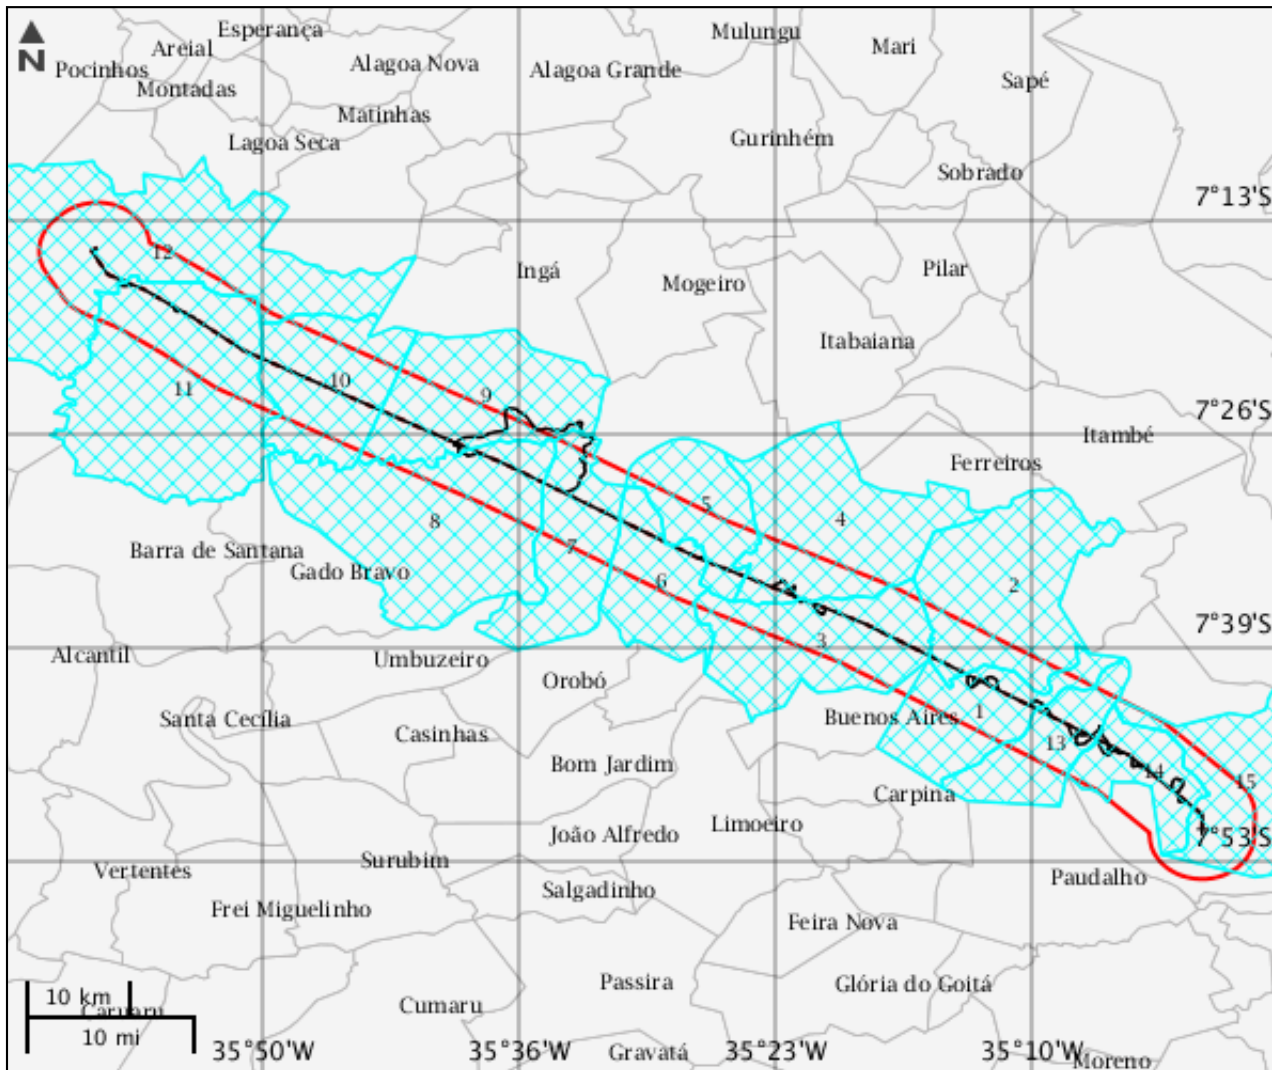 Esperança
Mulungu
Mari
Areial
N
Pocinhos
Alagoa Nova
Alagoa Grande
Sapé
Montadas
Matinhas
Lagoa Seca
Gurinhém
Sobrado
7°13'S
12
Ingá
Mogeiro
Pilar
Itabaiana
11
10
9
7°26'S
Itambé
Ferreiros
5
4
8
7
Barra de Santana
Gado Bravo
6
2
7°39'S
3
Alcantil
Umbuzeiro
Orobó
Santa Cecília
Casinhas
Buenos Aires
1
13
14
15
Bom Jardim
Carpina
Limoeiro
João Alfredo
7°53'S
Surubim
Vertentes
Paudalho
Salgadinho
Frei Miguelinho
Feira Nova
Passira
Glória do Goitá
10 km
Caruaru
Cumaru
10 mi
35°50'W
35°36'W
35°23'W
35°10'W
Gravatá
Moreno